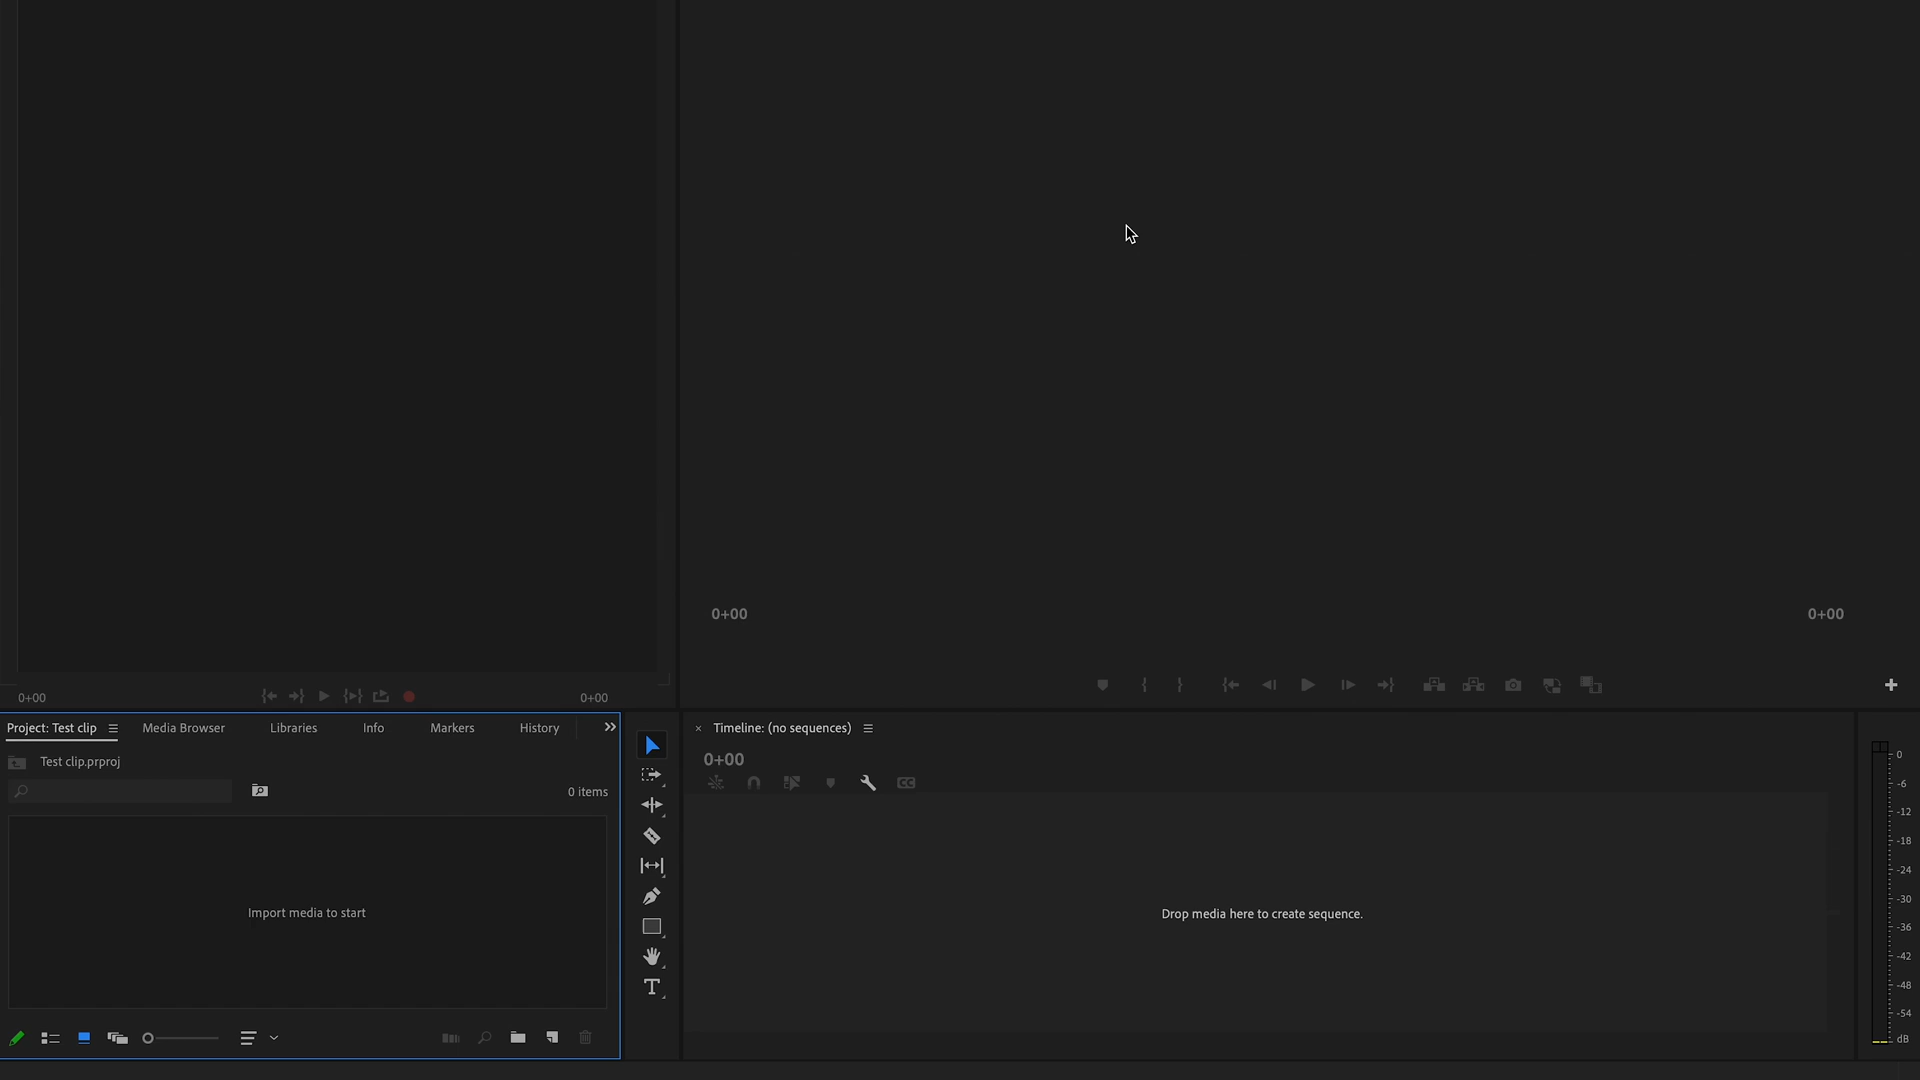 0+00
0+00
0+00
0+00
Project: Test clip
Media Browser
Libraries
Info
Markers
History
Test clip.prproj
0 items
Import media to start
T
× Timeline: (no sequences)
0+00
CC
Drop media here to create sequence.
0
-6
-12
-18
-24
-30
-36
-42
-48
-54
dB